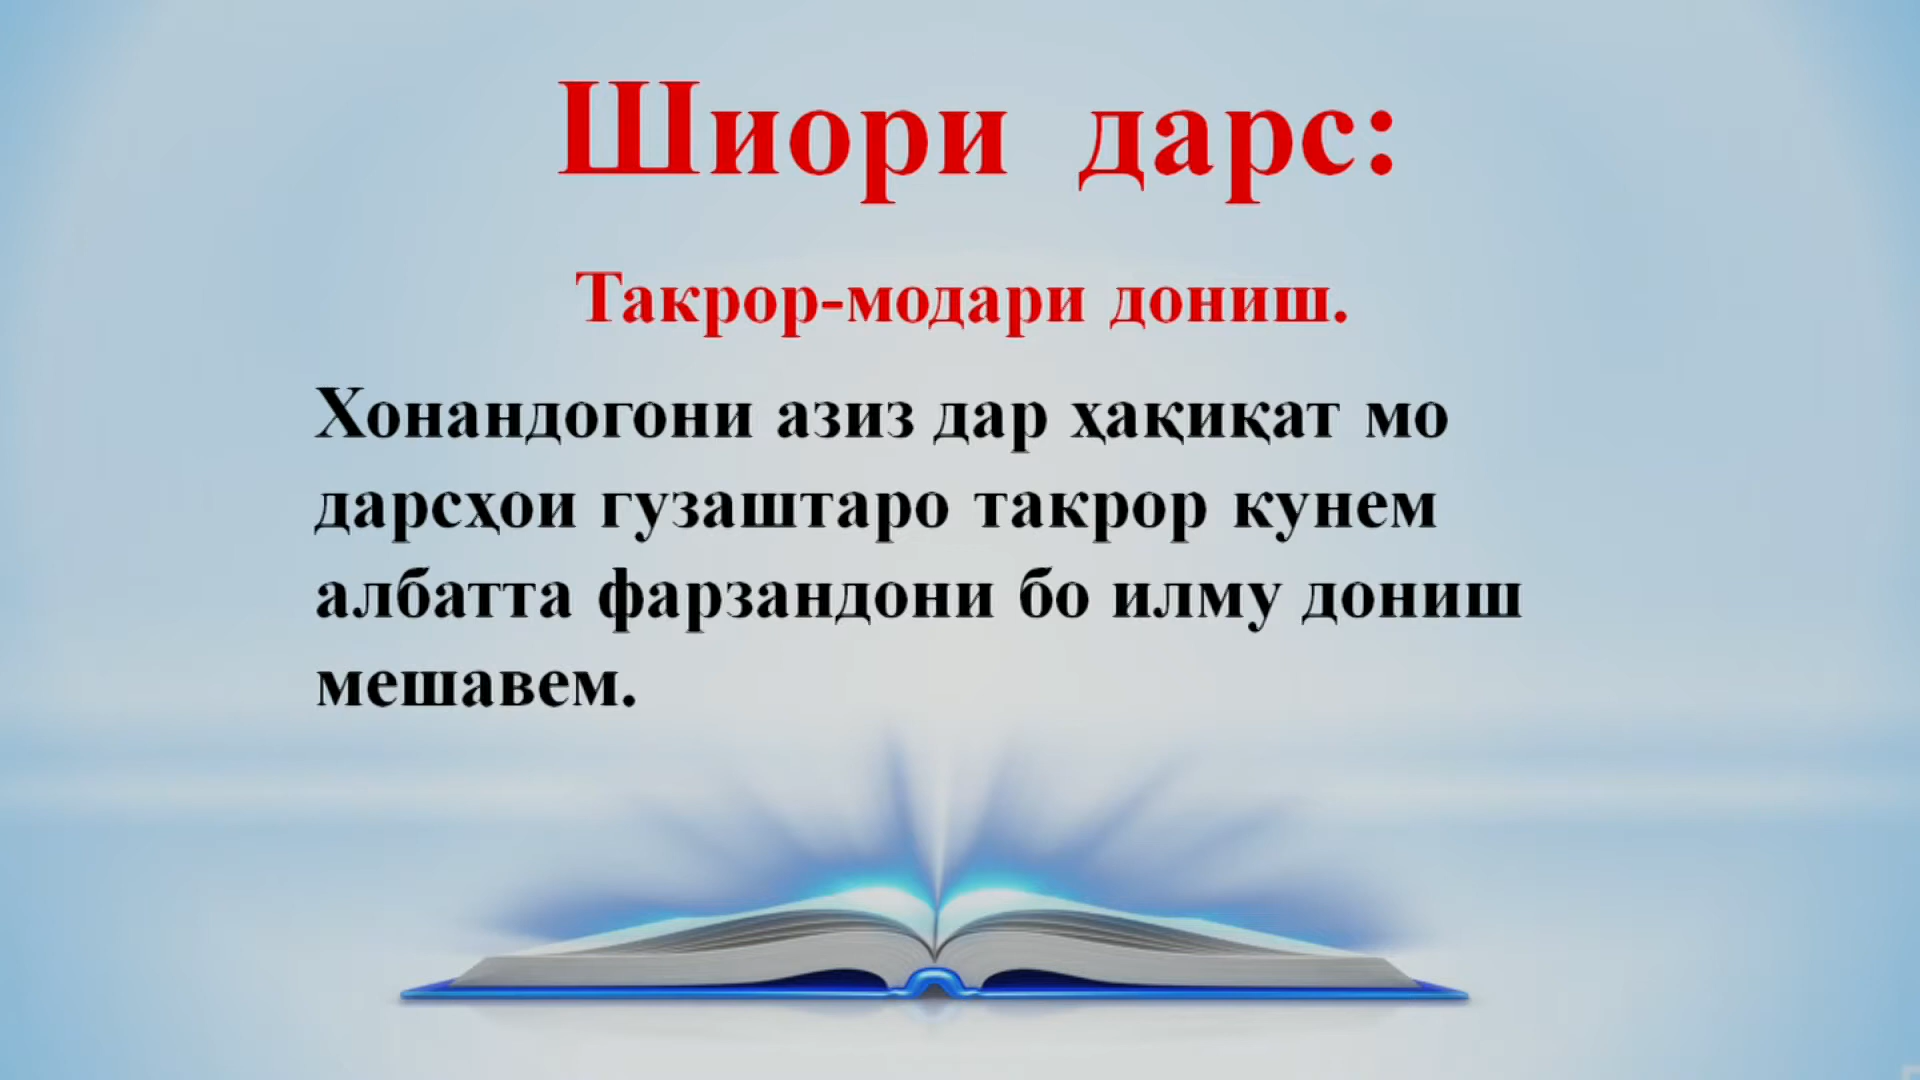 Шиори дарс:
Такрор-модари дониш.
Хонандогони азиз дар ҳақиқат мо
дарсҳои гузаштаро такрор кунем
албатта фарзандони бо илму дониш
мешавем.